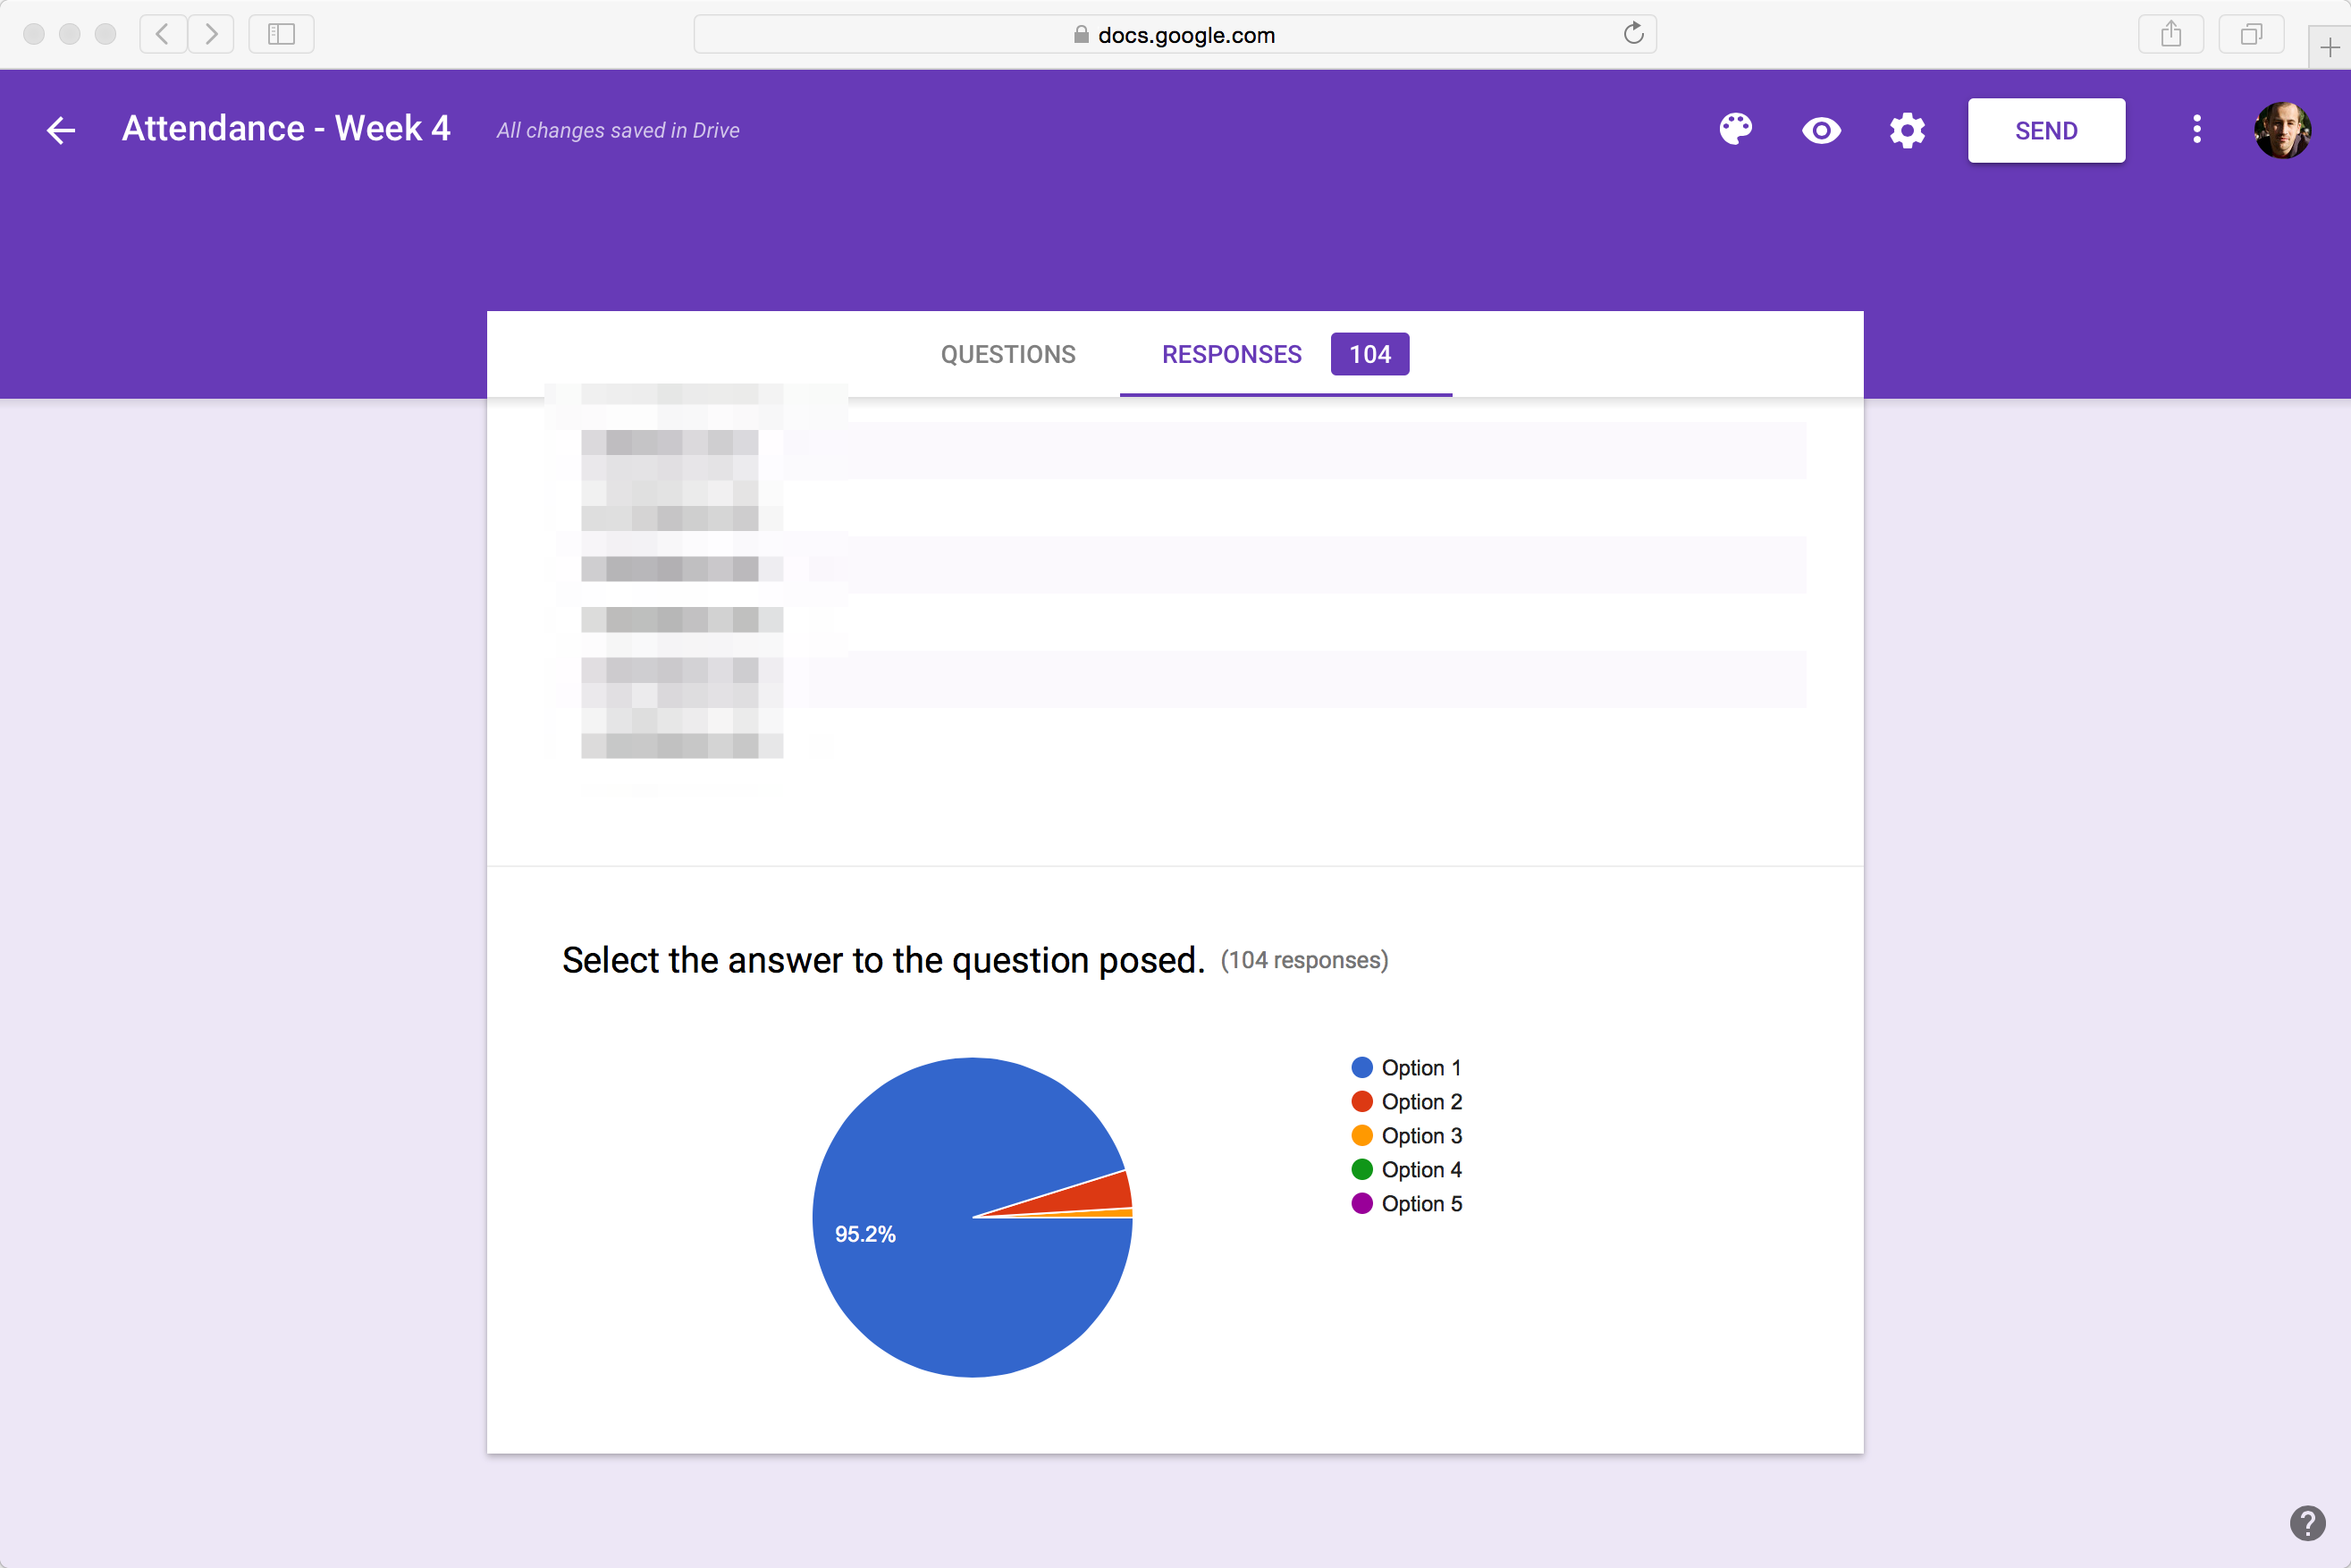 docs.google.com
Attendance - Week 4 All changes saved in Drive SEND
QUESTIONS RESPONSES 104
Select the answer to the question posed. (104 responses)
95.2%
Option 1
Option 2
Option 3
Option 4
Option 5
?